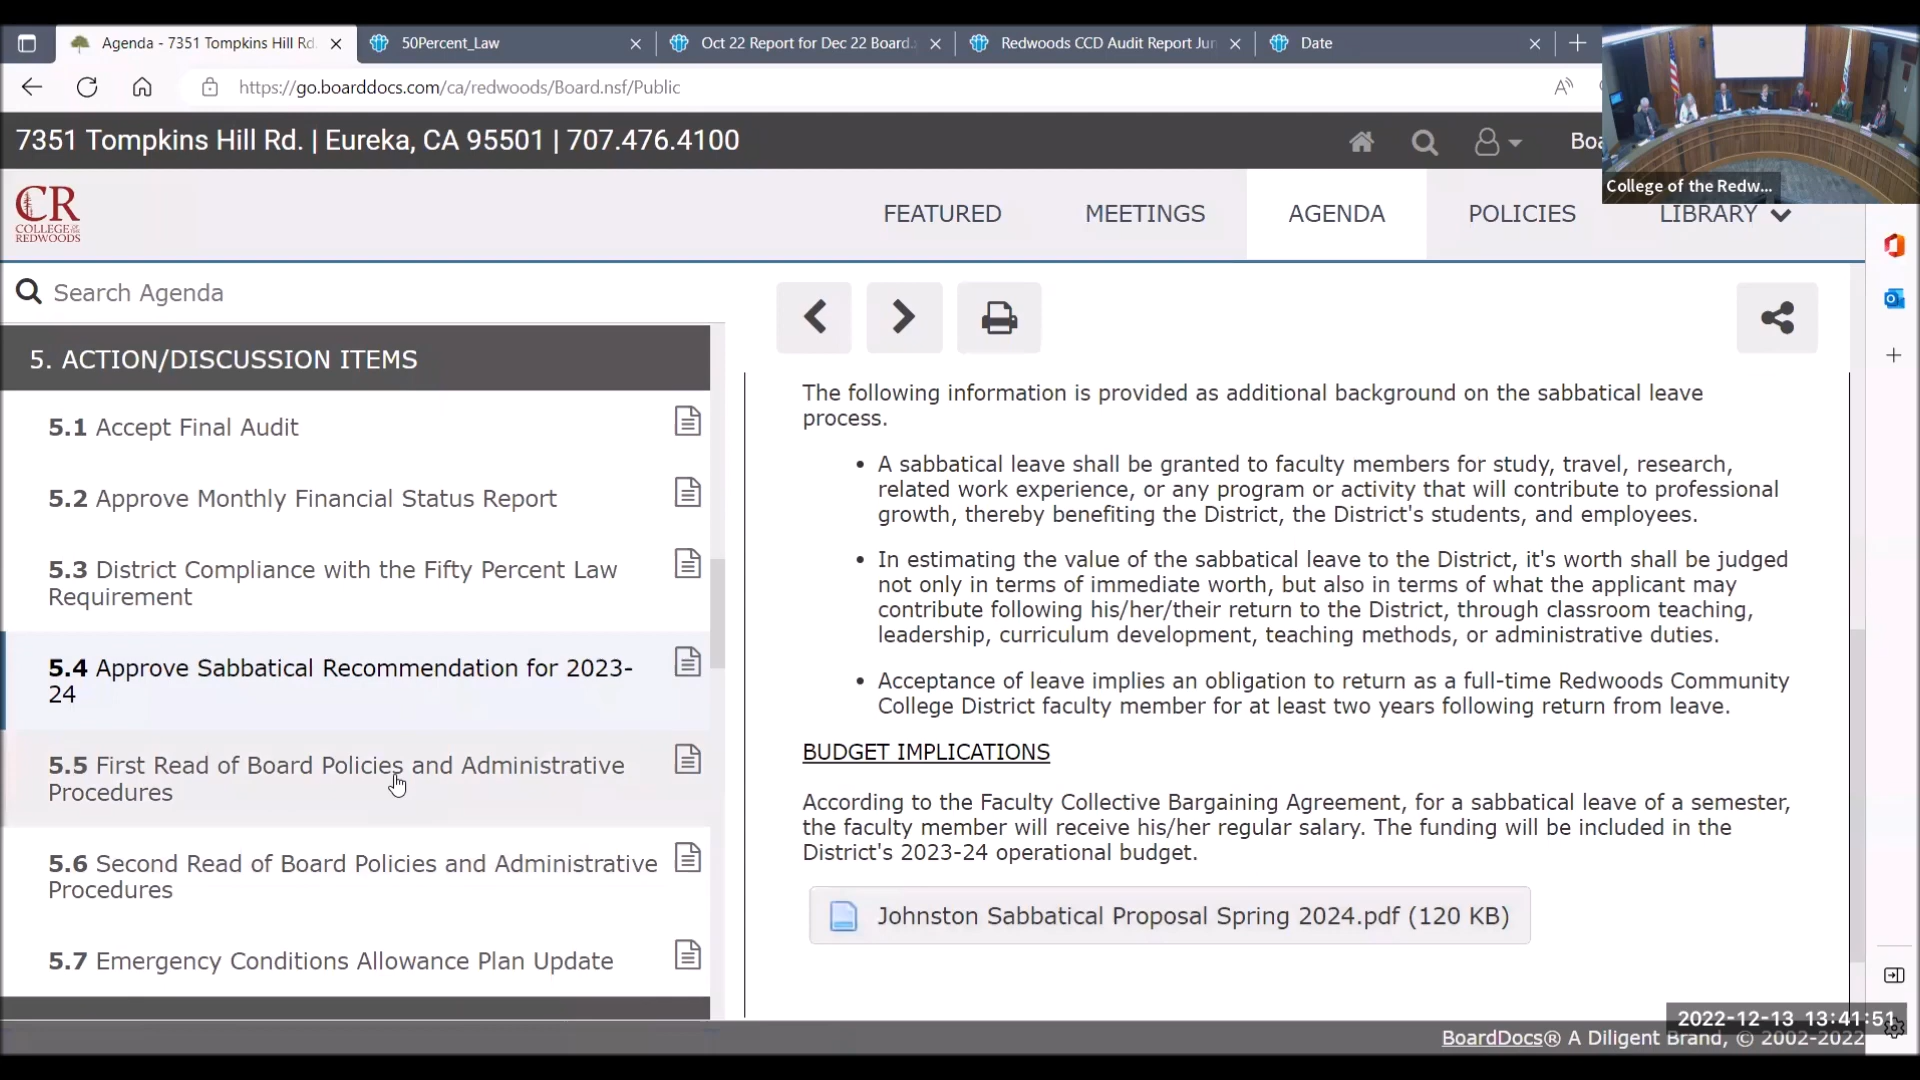 Agenda - 7351 Tompkins Hill Rd
50Percent_Law
Oct 22 Report for Dec 22 Board.
Redwoods CCD Audit Report Jun
Date
https://go.boarddocs.com/ca/redwoods/Board.nsf/Public
7351 Tompkins Hill Rd. | Eureka, CA 95501 | 707.476.4100
College of the Redw...
CR
COLLEGE OF THE
REDWOODS
FEATURED
MEETINGS
AGENDA
POLICIES
LIBRARY
Search Agenda
5. ACTION/DISCUSSION ITEMS
5.1 Accept Final Audit
5.2 Approve Monthly Financial Status Report
5.3 District Compliance with the Fifty Percent Law
Requirement
5.4 Approve Sabbatical Recommendation for 2023-
24
5.5 First Read of Board Policies and Administrative
Procedures
5.6 Second Read of Board Policies and Administrative
Procedures
5.7 Emergency Conditions Allowance Plan Update
The following information is provided as additional background on the sabbatical leave
process.
• A sabbatical leave shall be granted to faculty members for study, travel, research,
related work experience, or any program or activity that will contribute to professional
growth, thereby benefiting the District, the District's students, and employees.
• In estimating the value of the sabbatical leave to the District, it's worth shall be judged
not only in terms of immediate worth, but also in terms of what the applicant may
contribute following his/her/their return to the District, through classroom teaching,
leadership, curriculum development, teaching methods, or administrative duties.
• Acceptance of leave implies an obligation to return as a full-time Redwoods Community
College District faculty member for at least two years following return from leave.
BUDGET IMPLICATIONS
According to the Faculty Collective Bargaining Agreement, for a sabbatical leave of a semester,
the faculty member will receive his/her regular salary. The funding will be included in the
District's 2023-24 operational budget.
Johnston Sabbatical Proposal Spring 2024.pdf (120 KB)
2022-12-13 13:41:51
BoardDocs® A Diligent Brand, © 2002-2022